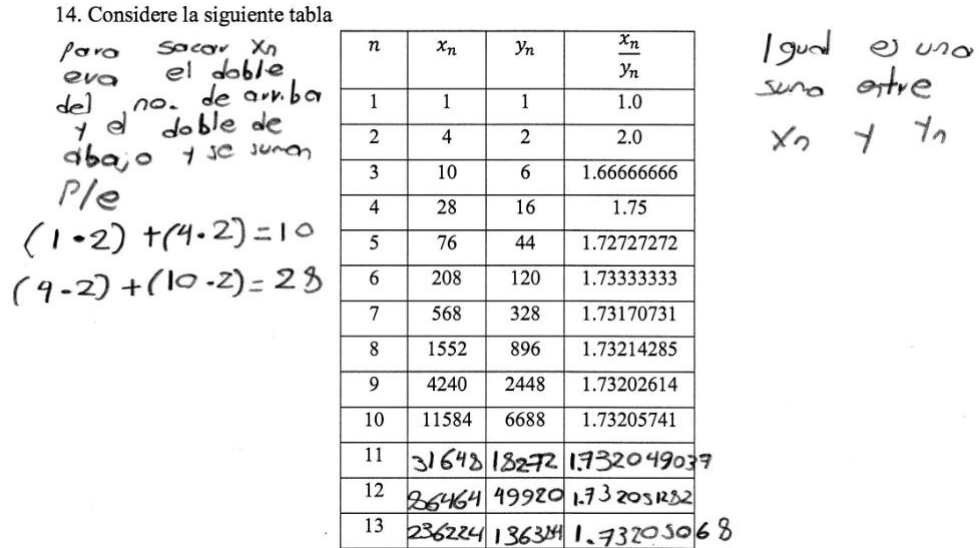 14. Considere la siguiente tabla
Para sacar Xn
era el doble
del no. de arriba
y el doble de
abajo y se suman
P/e
(1•2) +(4.2)=10
(4-2)+(10.2)=28
n xₙ yₙ xₙ/yₙ
1 1 1 1.0
2 4 2 2.0
3 10 6 1.66666666
4 28 16 1.75
5 76 44 1.72727272
6 208 120 1.73333333
7 568 328 1.73170731
8 1552 896 1.73214285
9 4240 2448 1.73202614
10 11584 6688 1.73205741
11 31648 18272 1.732049037
12 86464 49920 1.732051282
13 236224 136384 1.73205068
Igual es una
suma entre
Xn y Yn